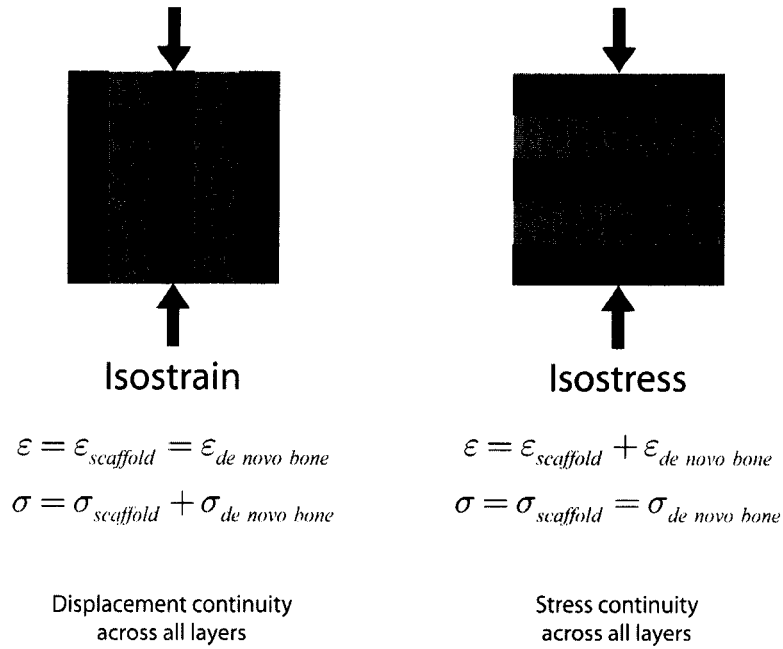 Isostrain
ε = ε_scaffold = ε_de novo bone
σ = σ_scaffold + σ_de novo bone
Displacement continuity
across all layers
Isostress
ε = ε_scaffold + ε_de novo bone
σ = σ_scaffold = σ_de novo bone
Stress continuity
across all layers